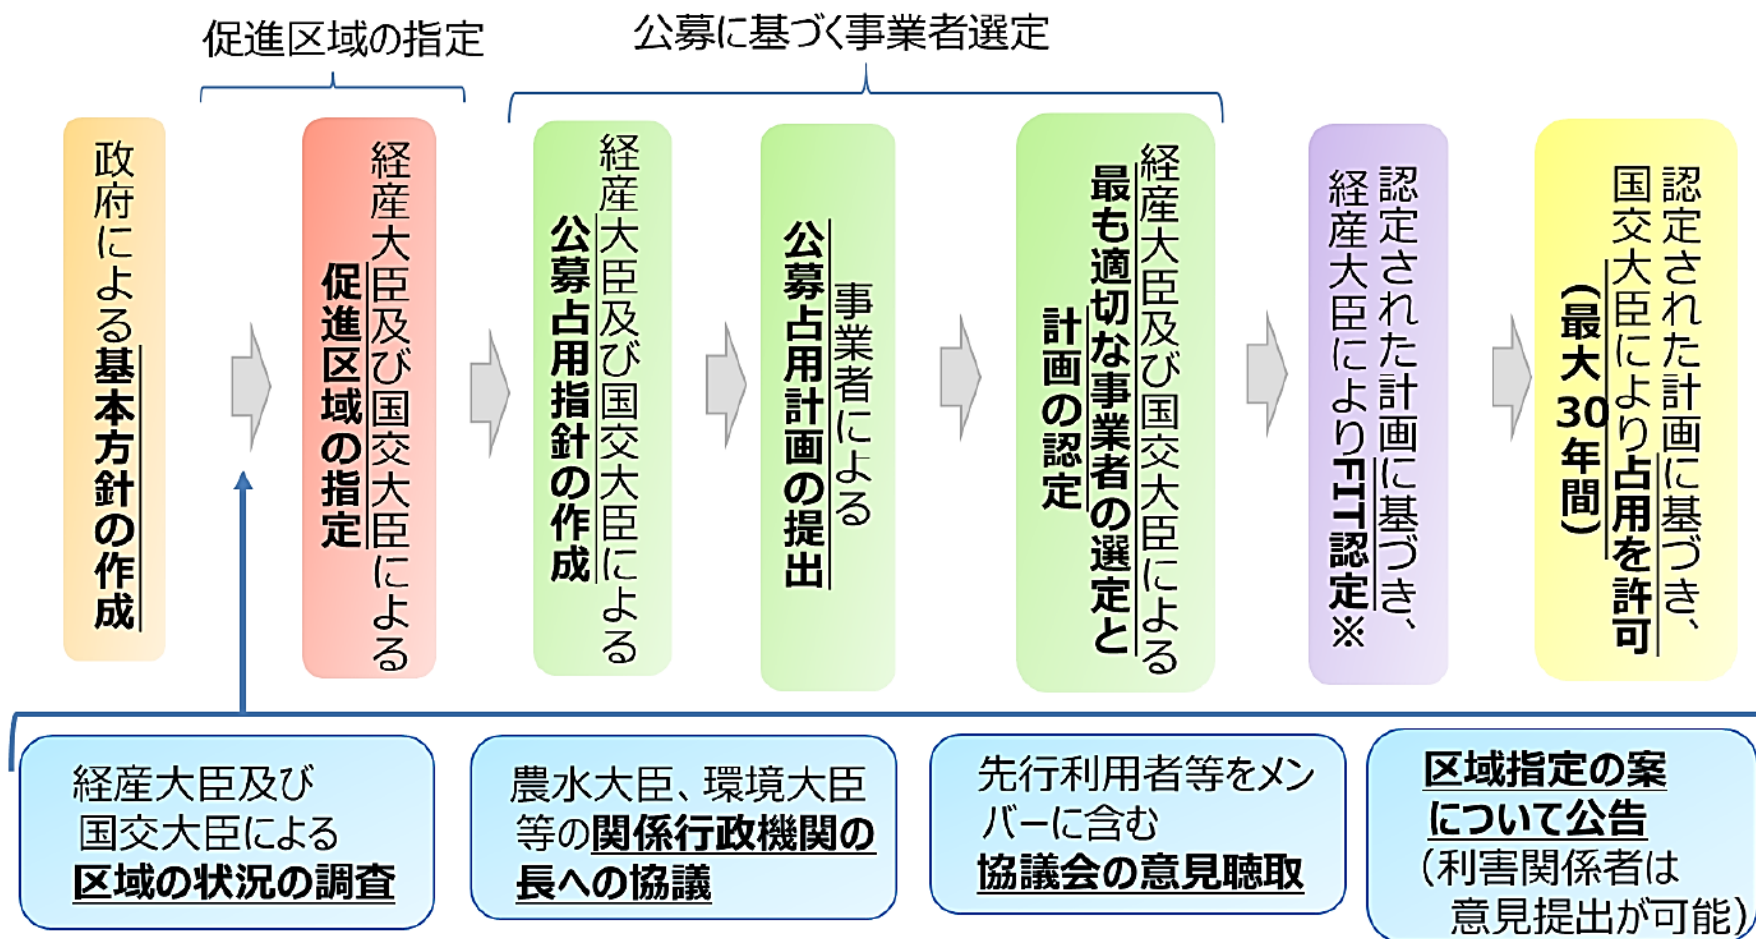 促進区域の指定
公募に基づく事業者選定
政府による基本方針の作成
経産大臣及び国交大臣による
促進区域の指定
経産大臣及び国交大臣による
公募占用指針の作成
事業者による
公募占用計画の提出
経産大臣及び国交大臣による
最も適切な事業者の選定と
計画の認定
認定された計画に基づき、
経産大臣によりFIT認定※
認定された計画に基づき、
国交大臣により占用を許可
(最大30年間)
経産大臣及び
国交大臣による
区域の状況の調査
農水大臣、環境大臣
等の関係行政機関の
長への協議
先行利用者等をメン
バーに含む
協議会の意見聴取
区域指定の案
について公告
(利害関係者は
意見提出が可能)